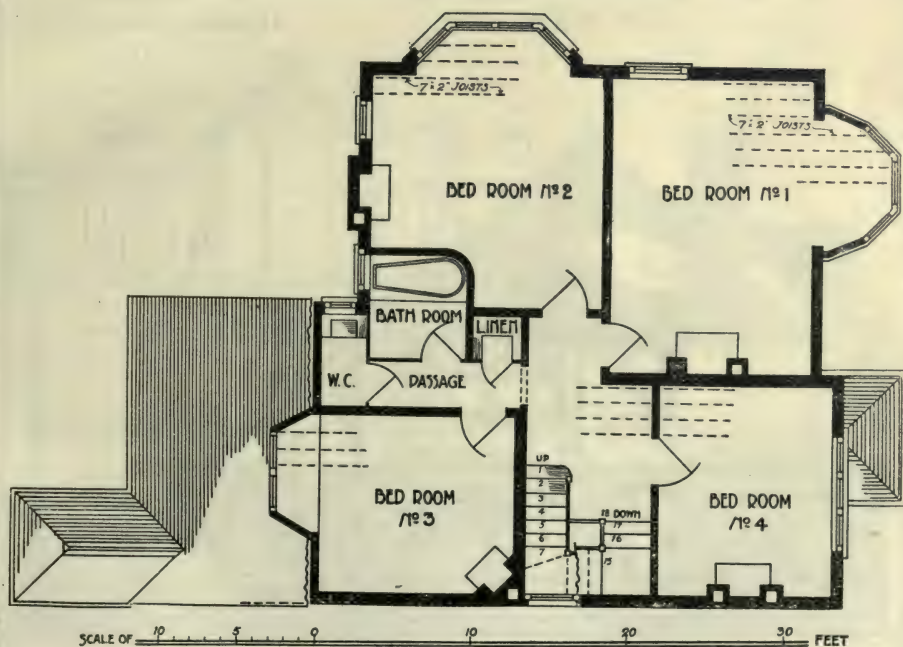 7" 2" JOISTS
7" 2" JOISTS
BED ROOM No 2
BED ROOM No 1
BATH ROOM
LINEN
W.C.
PASSAGE
BED ROOM
No 3
UP
1
2
3
4
5
6
7
18 DOWN
17
16
15
BED ROOM
No 4
SCALE OF 10 5 0 10 20 30 FEET